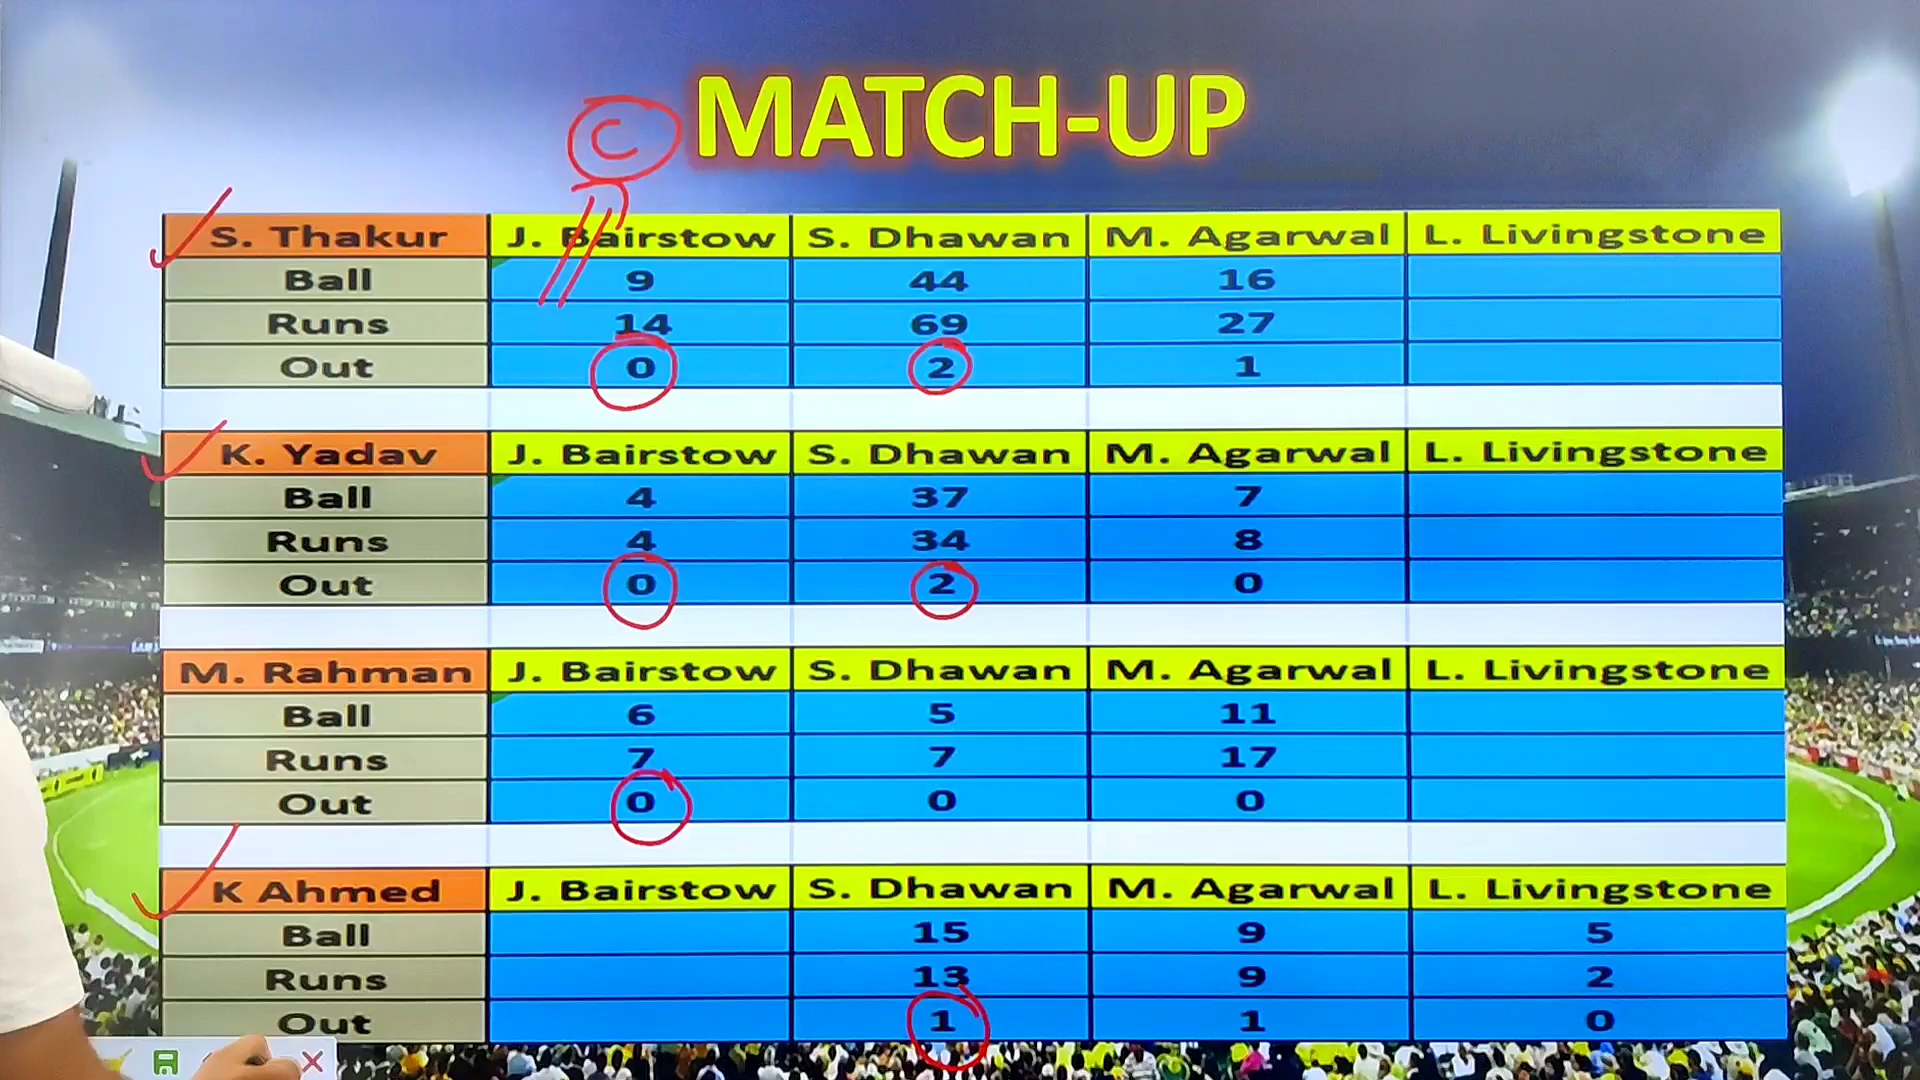 C MATCH-UP
S. Thakur J. Bairstow S. Dhawan M. Agarwal L. Livingstone
Ball 9 44 16
Runs 14 69 27
Out 0 2 1
K. Yadav J. Bairstow S. Dhawan M. Agarwal L. Livingstone
Ball 4 37 7
Runs 4 34 8
Out 0 2 0
M. Rahman J. Bairstow S. Dhawan M. Agarwal L. Livingstone
Ball 6 5 11
Runs 7 7 17
Out 0 0 0
K Ahmed J. Bairstow S. Dhawan M. Agarwal L. Livingstone
Ball 15 9 5
Runs 13 9 2
Out 1 1 0